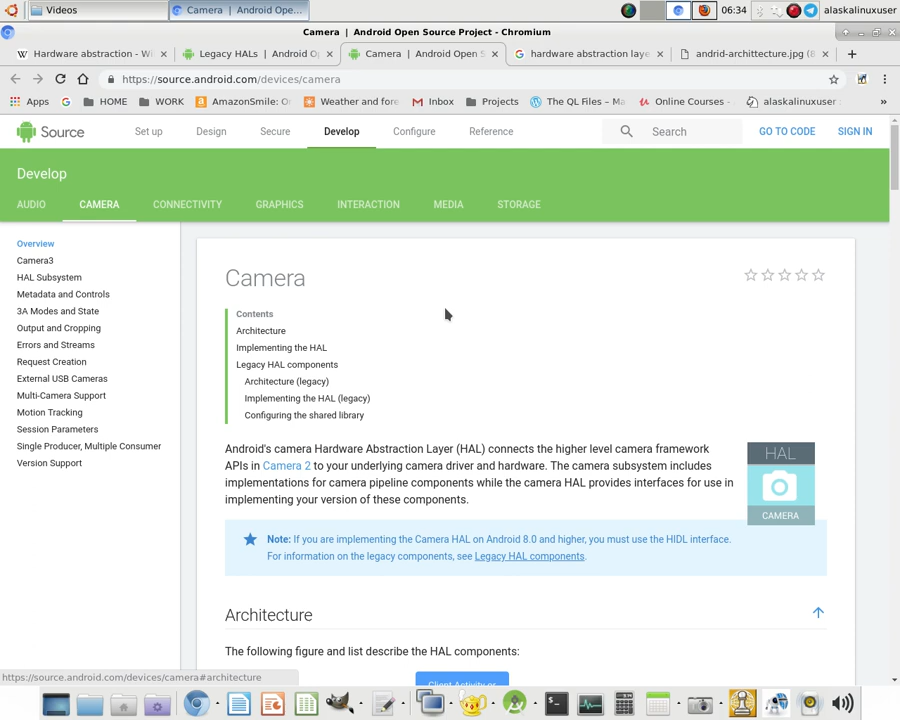 Videos
Camera | Android Ope...
06:34
alaskalinuxuser
Camera | Android Open Source Project - Chromium
Hardware abstraction - Wi
Legacy HALs | Android O
Camera | Android Open S
hardware abstraction laye
andrid-architecture.jpg (8
https://source.android.com/devices/camera
Apps
HOME
WORK
AmazonSmile: O
Weather and fore
Inbox
Projects
The QL Files – Ma
Online Courses -
alaskalinuxuser
»
Source
Set up
Design
Secure
Develop
Configure
Reference
Search
GO TO CODE
SIGN IN
Develop
AUDIO
CAMERA
CONNECTIVITY
GRAPHICS
INTERACTION
MEDIA
STORAGE
Overview
Camera3
HAL Subsystem
Metadata and Controls
3A Modes and State
Output and Cropping
Errors and Streams
Request Creation
External USB Cameras
Multi-Camera Support
Motion Tracking
Session Parameters
Single Producer, Multiple Consumer
Version Support
Camera
Contents
Architecture
Implementing the HAL
Legacy HAL components
Architecture (legacy)
Implementing the HAL (legacy)
Configuring the shared library
Android's camera Hardware Abstraction Layer (HAL) connects the higher level camera framework
APIs in Camera 2 to your underlying camera driver and hardware. The camera subsystem includes
implementations for camera pipeline components while the camera HAL provides interfaces for use in
implementing your version of these components.
HAL
CAMERA
Note: If you are implementing the Camera HAL on Android 8.0 and higher, you must use the HIDL interface.
For information on the legacy components, see Legacy HAL components.
Architecture
The following figure and list describe the HAL components:
Client Activity or
https://source.android.com/devices/camera#architecture